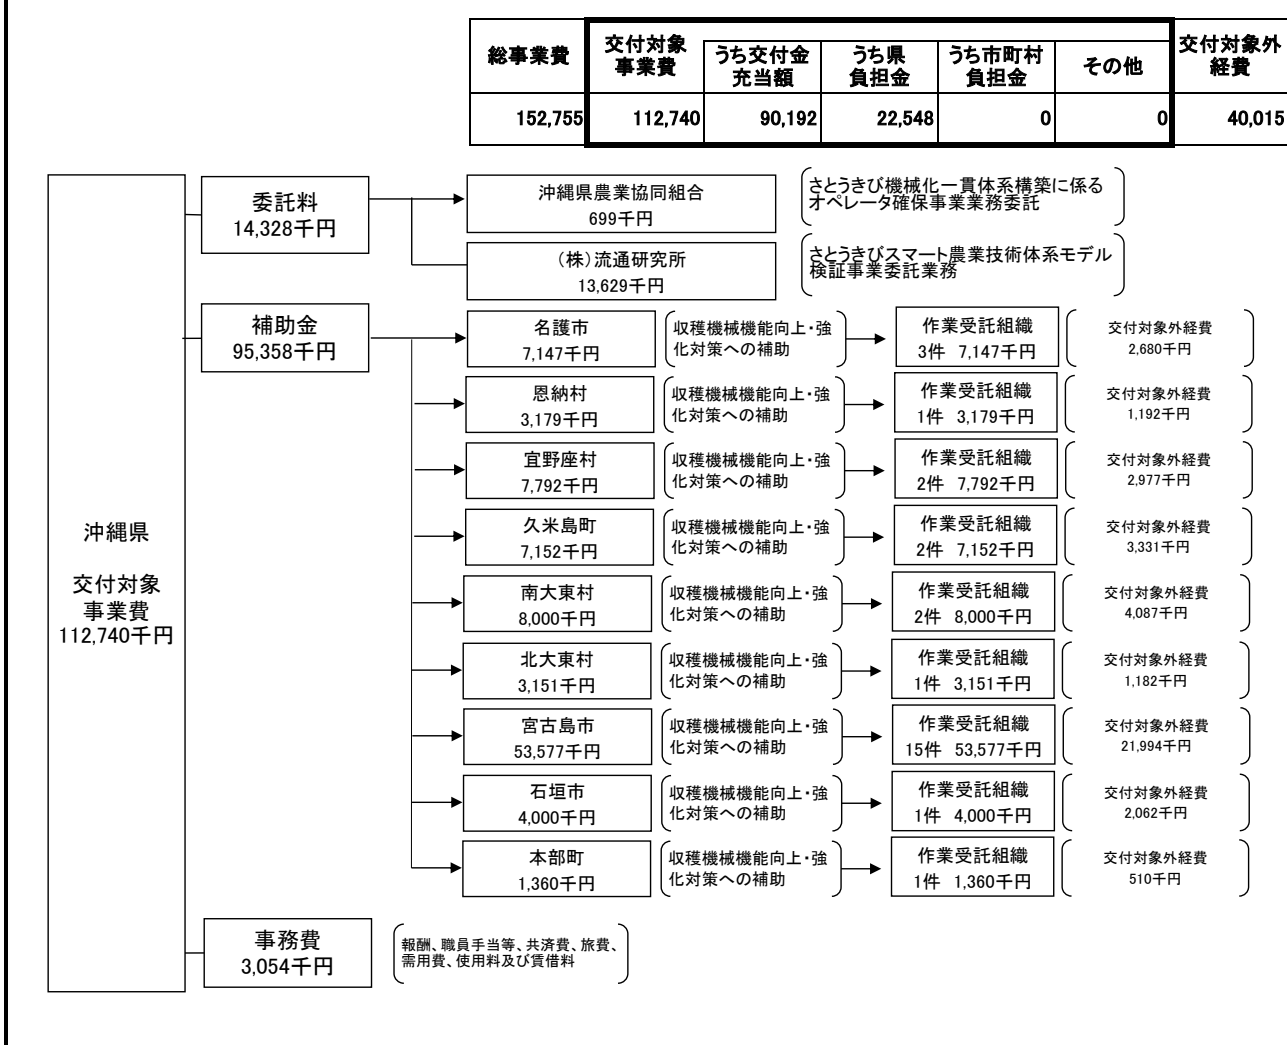 総事業費
交付対象
事業費
うち交付金
充当額
うち県
負担金
うち市町村
負担金
その他
交付対象外
経費
152,755
112,740
90,192
22,548
0
0
40,015
沖縄県
交付対象
事業費
112,740千円
委託料
14,328千円
沖縄県農業協同組合
699千円
さとうきび機械化一貫体系構築に係る
オペレータ確保事業業務委託
(株)流通研究所
13,629千円
さとうきびスマート農業技術体系モデル
検証事業委託業務
補助金
95,358千円
名護市
7,147千円
収穫機械機能向上・強
化対策への補助
作業受託組織
3件 7,147千円
交付対象外経費
2,680千円
恩納村
3,179千円
収穫機械機能向上・強
化対策への補助
作業受託組織
1件 3,179千円
交付対象外経費
1,192千円
宜野座村
7,792千円
収穫機械機能向上・強
化対策への補助
作業受託組織
2件 7,792千円
交付対象外経費
2,977千円
久米島町
7,152千円
収穫機械機能向上・強
化対策への補助
作業受託組織
2件 7,152千円
交付対象外経費
3,331千円
南大東村
8,000千円
収穫機械機能向上・強
化対策への補助
作業受託組織
2件 8,000千円
交付対象外経費
4,087千円
北大東村
3,151千円
収穫機械機能向上・強
化対策への補助
作業受託組織
1件 3,151千円
交付対象外経費
1,182千円
宮古島市
53,577千円
収穫機械機能向上・強
化対策への補助
作業受託組織
15件 53,577千円
交付対象外経費
21,994千円
石垣市
4,000千円
収穫機械機能向上・強
化対策への補助
作業受託組織
1件 4,000千円
交付対象外経費
2,062千円
本部町
1,360千円
収穫機械機能向上・強
化対策への補助
作業受託組織
1件 1,360千円
交付対象外経費
510千円
事務費
3,054千円
報酬、職員手当等、共済費、旅費、
需用費、使用料及び賃借料